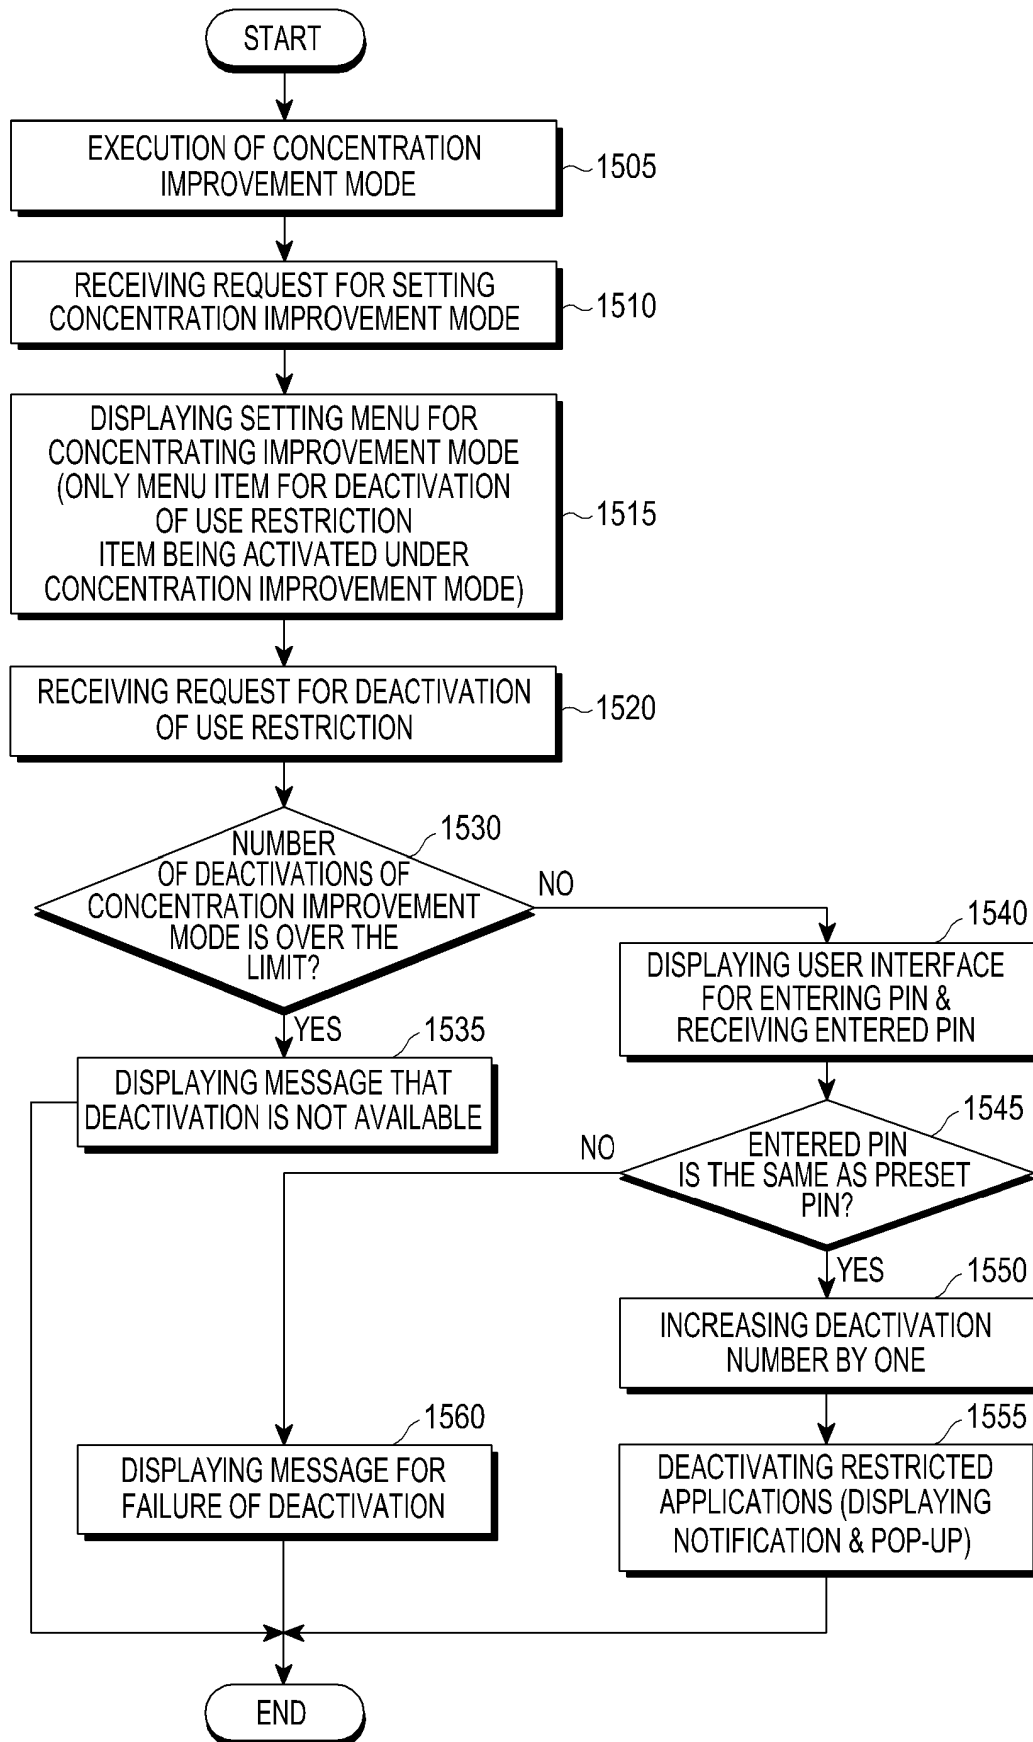 START
EXECUTION OF CONCENTRATION
IMPROVEMENT MODE
1505
RECEIVING REQUEST FOR SETTING
CONCENTRATION IMPROVEMENT MODE
1510
DISPLAYING SETTING MENU FOR
CONCENTRATING IMPROVEMENT MODE
(ONLY MENU ITEM FOR DEACTIVATION
OF USE RESTRICTION
ITEM BEING ACTIVATED UNDER
CONCENTRATION IMPROVEMENT MODE)
1515
RECEIVING REQUEST FOR DEACTIVATION
OF USE RESTRICTION
1520
1530
NUMBER
OF DEACTIVATIONS OF
CONCENTRATION IMPROVEMENT
MODE IS OVER THE
LIMIT?
NO
YES
1535
DISPLAYING MESSAGE THAT
DEACTIVATION IS NOT AVAILABLE
1540
DISPLAYING USER INTERFACE
FOR ENTERING PIN &
RECEIVING ENTERED PIN
1545
ENTERED PIN
IS THE SAME AS PRESET
PIN?
NO
YES
1550
INCREASING DEACTIVATION
NUMBER BY ONE
1560
DISPLAYING MESSAGE FOR
FAILURE OF DEACTIVATION
1555
DEACTIVATING RESTRICTED
APPLICATIONS (DISPLAYING
NOTIFICATION & POP-UP)
END